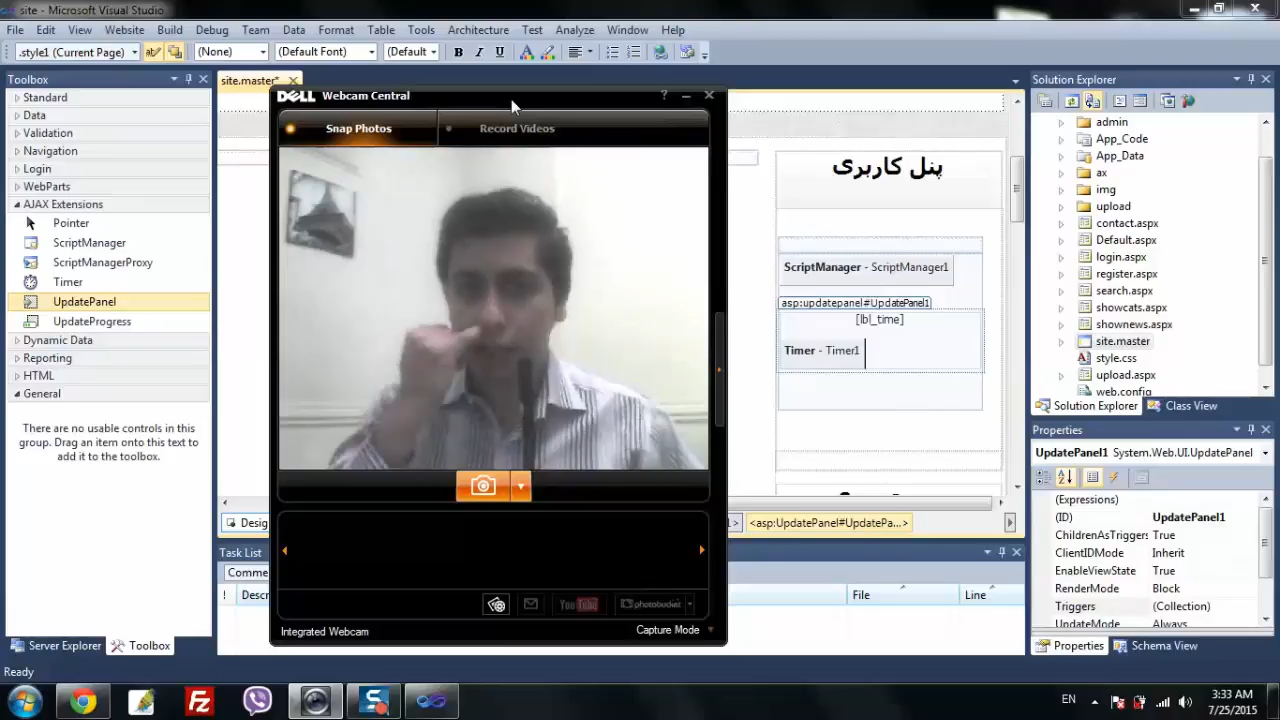 site - Microsoft Visual Studio
File Edit View Website Build Debug Team Data Format Table Tools Architecture Test Analyze Window Help
.style1 (Current Page) (None) (Default Font) (Default B I U A
Toolbox
Standard
Data
Validation
Navigation
Login
WebParts
AJAX Extensions
Pointer
ScriptManager
ScriptManagerProxy
Timer
UpdatePanel
UpdateProgress
Dynamic Data
Reporting
HTML
General
There are no usable controls in this
group. Drag an item onto this text to
add it to the toolbox.
Server Explorer Toolbox
Ready
site.master*
DELL Webcam Central ?
Snap Photos Record Videos
You Tube photobucket
Integrated Webcam Capture Mode
پنل کاربری
ScriptManager - ScriptManager1
asp:updatepanel#UpdatePanel1
[lbl_time]
Timer - Timer1
Desig 1> <asp:UpdatePanel#UpdatePa...>
Task List
Comme
! Descr File Line
Solution Explorer
admin
App_Code
App_Data
ax
img
upload
contact.aspx
Default.aspx
login.aspx
register.aspx
search.aspx
showcats.aspx
shownews.aspx
site.master
style.css
upload.aspx
web.config
Solution Explorer Class View
Properties
UpdatePanel1 System.Web.UI.UpdatePanel
(Expressions)
(ID) UpdatePanel1
ChildrenAsTriggers True
ClientIDMode Inherit
EnableViewState True
RenderMode Block
Triggers (Collection)
UpdateMode Always
Properties Schema View
EN 3:33 AM
7/25/2015